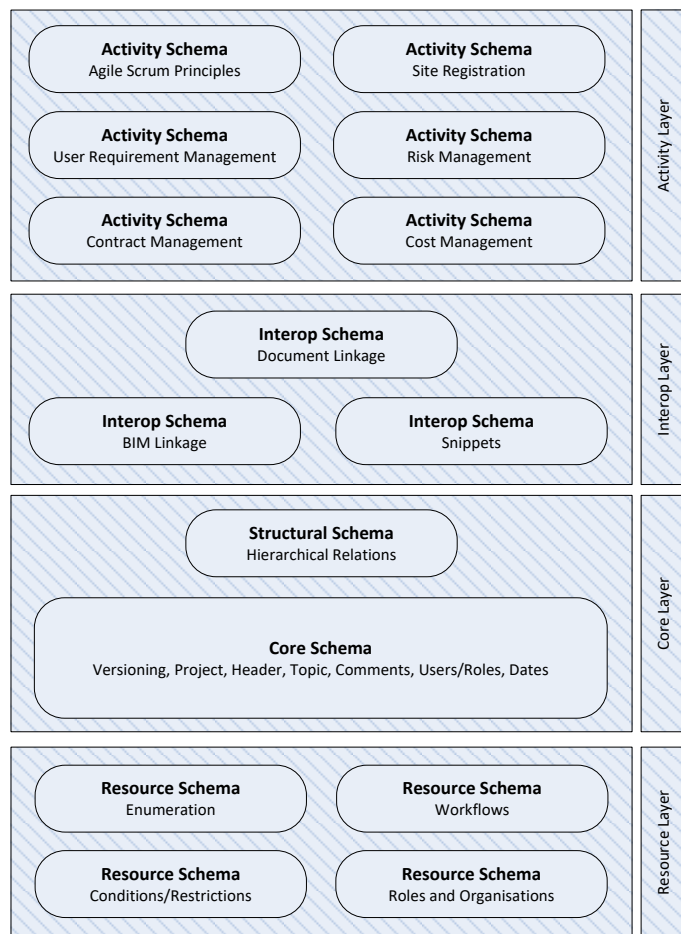 Activity Schema
Agile Scrum Principles
Activity Schema
Site Registration
Activity Schema
User Requirement Management
Activity Schema
Risk Management
Activity Schema
Contract Management
Activity Schema
Cost Management
Activity Layer
Interop Schema
Document Linkage
Interop Schema
BIM Linkage
Interop Schema
Snippets
Interop Layer
Structural Schema
Hierarchical Relations
Core Schema
Versioning, Project, Header, Topic, Comments, Users/Roles, Dates
Core Layer
Resource Schema
Enumeration
Resource Schema
Workflows
Resource Schema
Conditions/Restrictions
Resource Schema
Roles and Organisations
Resource Layer